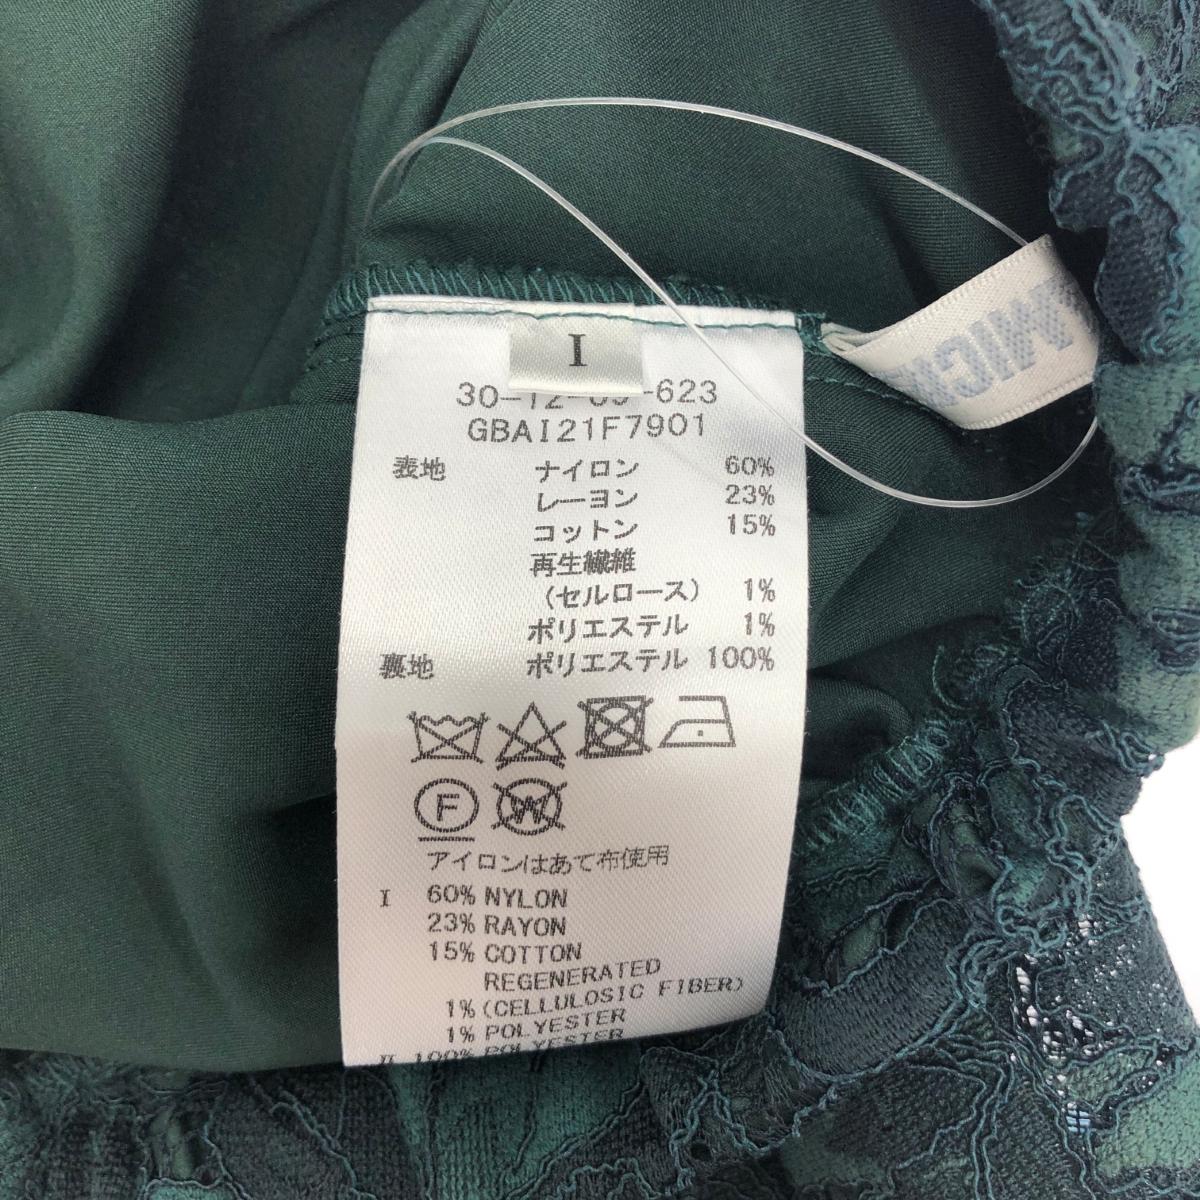 I
30-12-09-623
GBAI21F7901
表地 ナイロン 60%
レーヨン 23%
コットン 15%
再生繊維
(セルロース) 1%
ポリエステル 1%
裏地 ポリエステル 100%
F
W
アイロンはあて布使用
I 60% NYLON
23% RAYON
15% COTTON
REGENERATED
1% (CELLULOSIC FIBER)
1% POLYESTER
II 100% POLYESTER